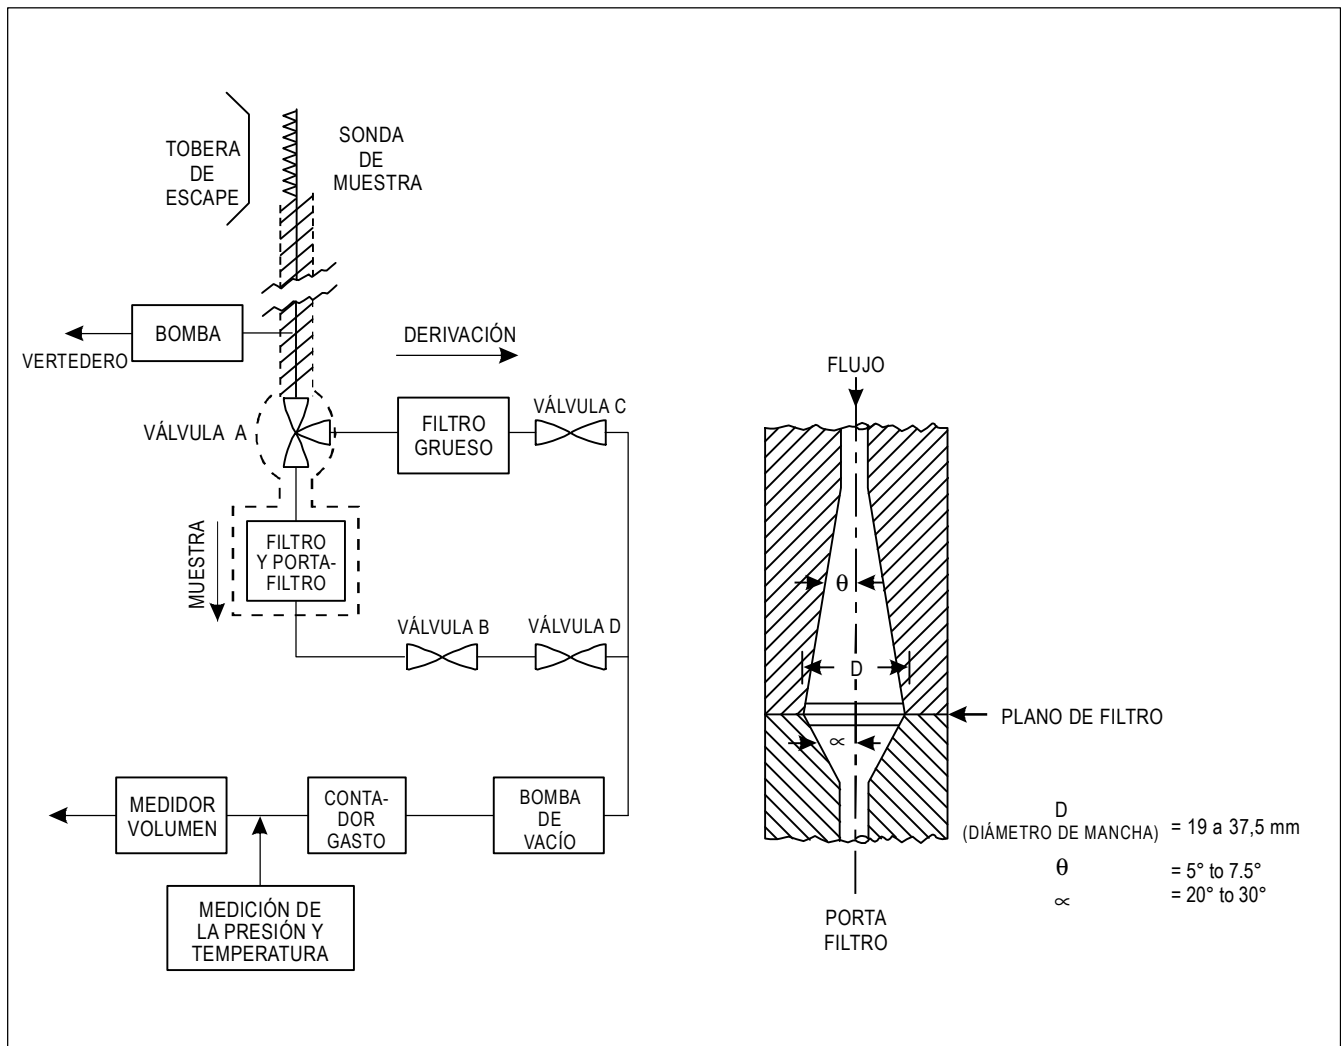 TOBERA
DE
ESCAPE
SONDA
DE
MUESTRA
BOMBA
VERTEDERO
DERIVACIÓN
VÁLVULA A
FILTRO
GRUESO
VÁLVULA C
MUESTRA
FILTRO
Y PORTA-
FILTRO
VÁLVULA B
VÁLVULA D
MEDIDOR
VOLUMEN
CONTA-
DOR
GASTO
BOMBA
DE
VACÍO
MEDICIÓN DE
LA PRESIÓN Y
TEMPERATURA
FLUJO
θ
D
PLANO DE FILTRO
∝
PORTA
FILTRO
D
(DIÁMETRO DE MANCHA) = 19 a 37,5 mm
θ = 5° to 7.5°
∝ = 20° to 30°